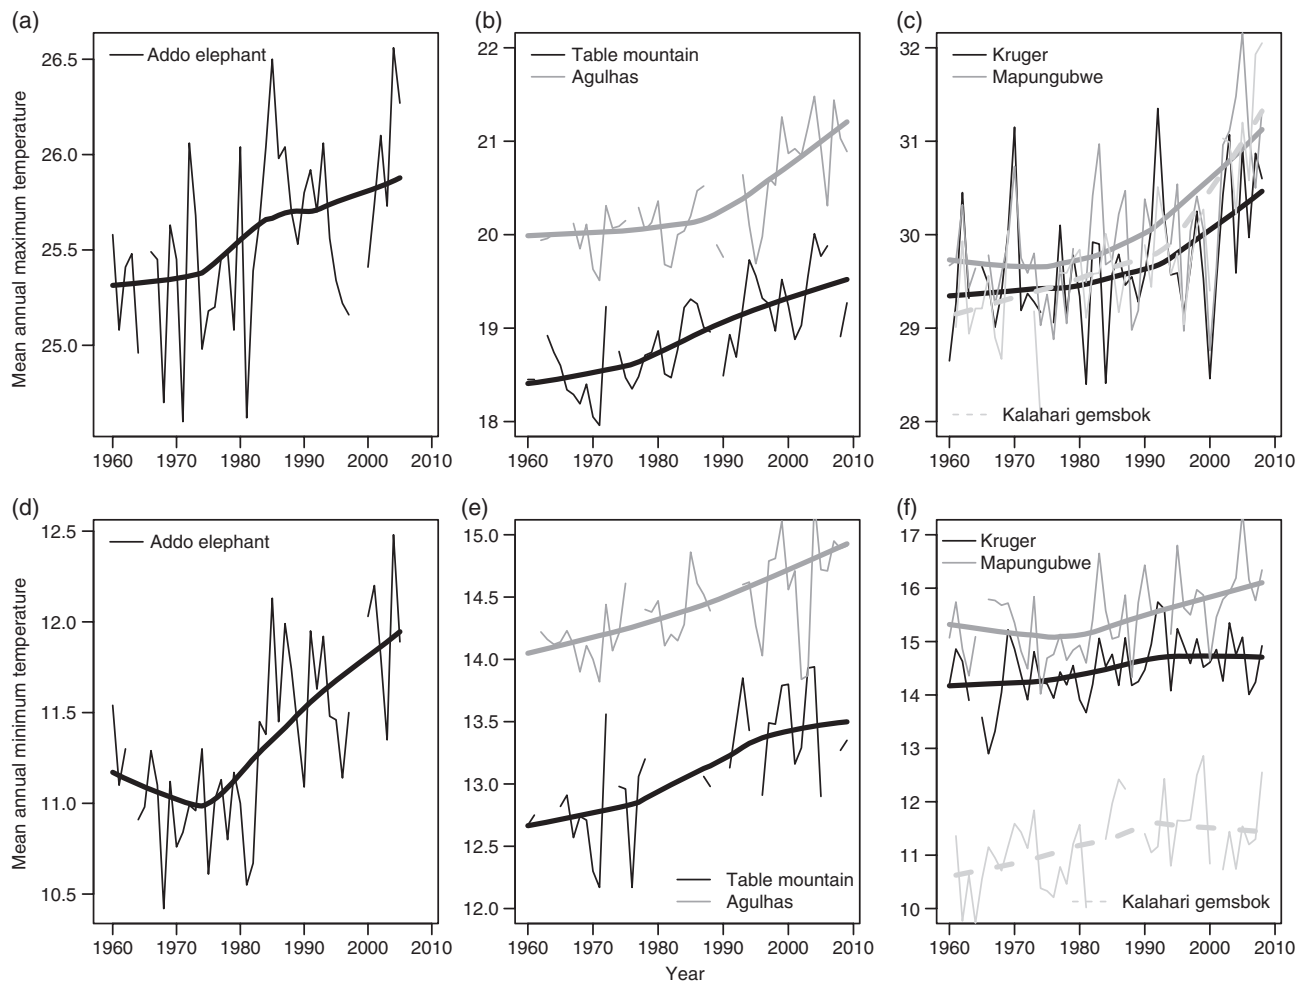 (a)
(b)
(c)
Mean annual maximum temperature
26.5
26.0
25.5
25.0
Addo elephant
1960 1970 1980 1990 2000 2010
22
21
20
19
18
Table mountain
Agulhas
1960 1970 1980 1990 2000 2010
32
31
30
29
28
Kruger
Mapungubwe
Kalahari gemsbok
1960 1970 1980 1990 2000 2010
(d)
(e)
(f)
Mean annual minimum temperature
12.5
12.0
11.5
11.0
10.5
Addo elephant
1960 1970 1980 1990 2000 2010
15.0
14.5
14.0
13.5
13.0
12.5
12.0
Table mountain
Agulhas
1960 1970 1980 1990 2000 2010
17
16
15
14
13
12
11
10
Kruger
Mapungubwe
Kalahari gemsbok
1960 1970 1980 1990 2000 2010
Year